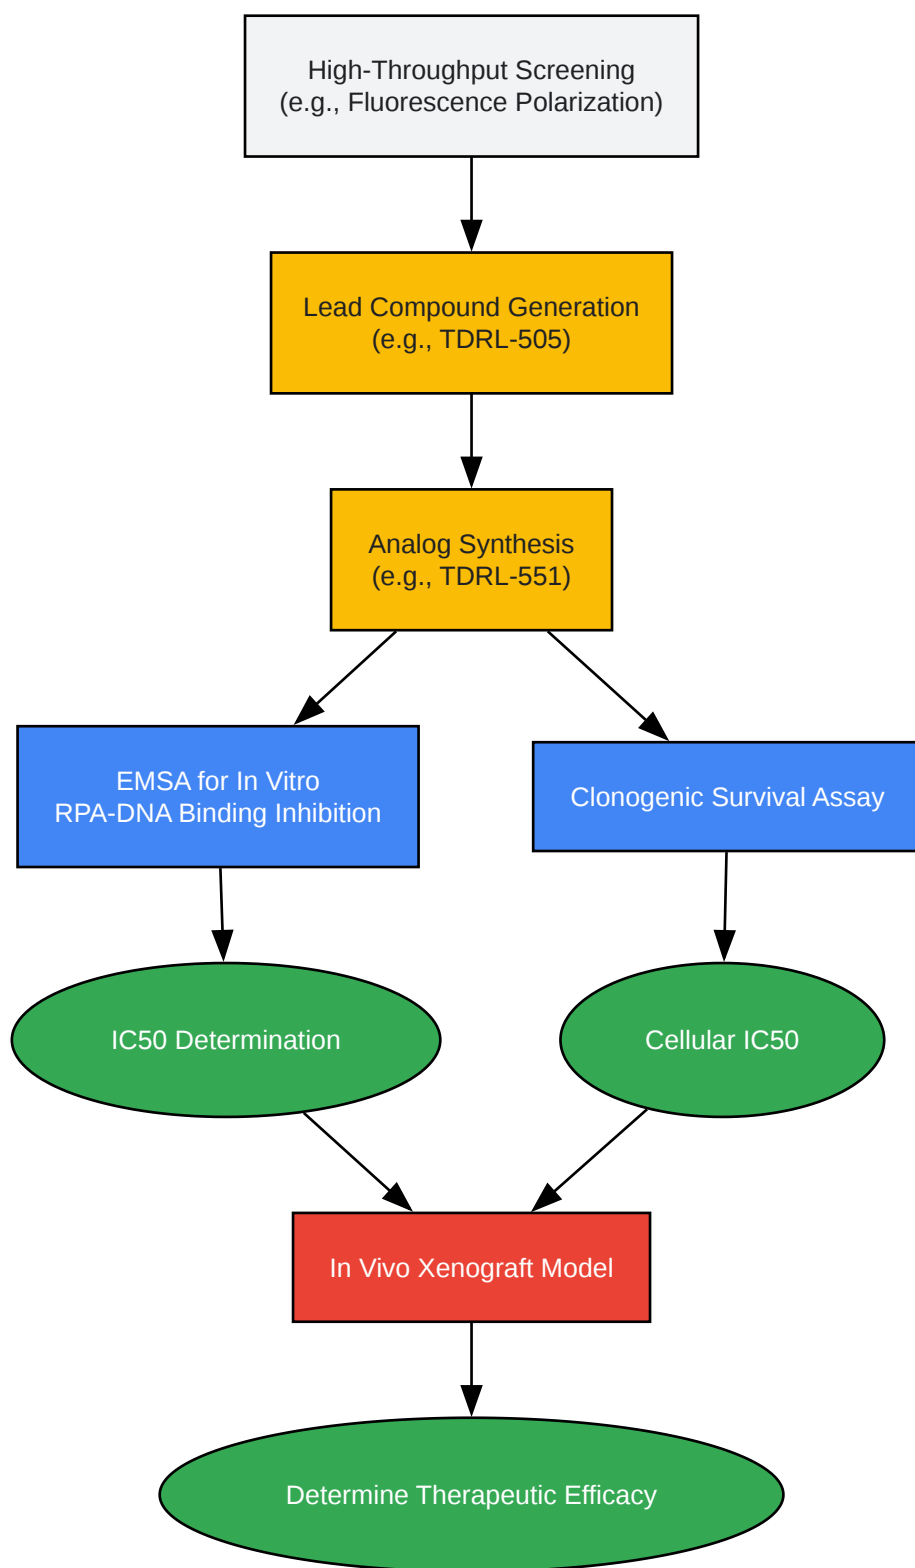 High-Throughput Screening
(e.g., Fluorescence Polarization)
Lead Compound Generation
(e.g., TDRL-505)
Analog Synthesis
(e.g., TDRL-551)
EMSA for In Vitro
RPA-DNA Binding Inhibition
Clonogenic Survival Assay
IC50 Determination
Cellular IC50
In Vivo Xenograft Model
Determine Therapeutic Efficacy